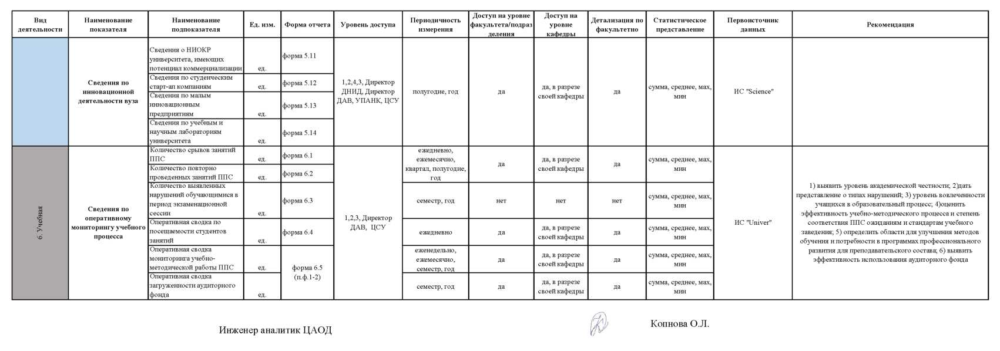 Вид деятельности
Наименование показателя
Наименование подпоказателя
Ед. изм.
Форма отчета
Уровень доступа
Периодичность измерения
Доступ на уровне факультета/подразделения
Доступ на уровне кафедры
Детализация по факультетно
Статистическое представление
Первоисточник данных
Рекомендация
Сведения по инновационной деятельности вуза
Сведения о НИОКР университета, имеющих потенциал коммерциализации
ед.
форма 5.11
1,2,4,3, Директор ДНИД, Директор ДАВ, УПАНК, ЦСУ
полугодие, год
да
да, в разрезе своей кафедры
да
сумма, среднее, мах, мин
ИС "Science"
Сведения по студенческим старт-ап компаниям
ед.
форма 5.12
Сведения по малым инновационным предприятиям
ед.
форма 5.13
Сведения по учебным и научным лабораториям университета
ед.
форма 5.14
6. Учебная
Сведения по оперативному мониторингу учебного процесса
Количество срывов занятий ППС
ед.
форма 6.1
1,2,3, Директор ДАВ, ЦСУ
ежедневно, ежемесячно, квартал, полугодие, год
да
да, в разрезе своей кафедры
да
сумма, среднее, мах, мин
ИС "Univer"
1) выявить уровень академической честности; 2)дать представление о типах нарушений; 3) уровень вовлеченности учащихся в образовательный процесс; 4)оценить эффективность учебно-методического процесса и степень соответствия ППС ожиданиям и стандартам учебного заведения; 5) определить области для улучшения методов обучения и потребности в программах профессионального развития для преподавательского состава; 6) выявить эффективность использования аудиторного фонда
Количество повторно проведенных занятий ППС
ед.
форма 6.2
Количество выявленных нарушений обучающимися в период экзаменационной сессии
ед.
форма 6.3
семестр, год
нет
нет
нет
сумма, среднее, мах, мин
Оперативная сводка по посещаемости студентов занятий
ед.
форма 6.4
ежедневно
да
да, в разрезе своей кафедры
да
сумма, среднее, мах, мин
Оперативная сводка мониторинга учебно-методической работы ППС
ед.
форма 6.5 (п.ф.1-2)
еженедельно, ежемесячно, семестр, год
да
да, в разрезе своей кафедры
да
сумма, среднее, мах, мин
Оперативная сводка загруженности аудиторного фонда
ед.
семестр, год
да
да, в разрезе своей кафедры
да
сумма, среднее, мах, мин
Инженер аналитик ЦАОД
Копнова О.Л.